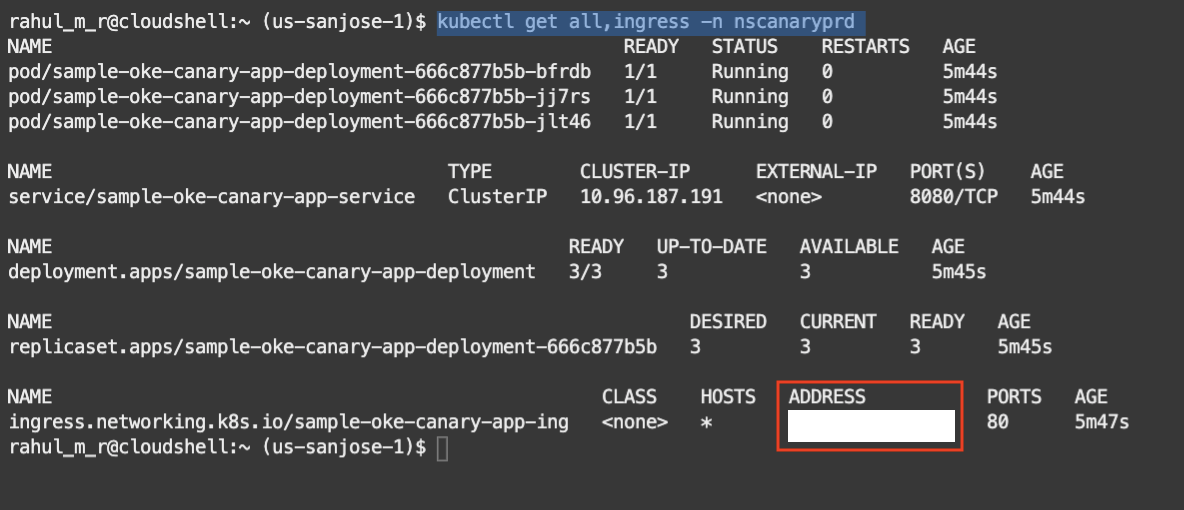 rahul_m_r@cloudshell:~ (us-sanjose-1)$ kubectl get all,ingress -n nscanaryprd
NAME READY STATUS RESTARTS AGE
pod/sample-oke-canary-app-deployment-666c877b5b-bfrdb 1/1 Running 0 5m44s
pod/sample-oke-canary-app-deployment-666c877b5b-jj7rs 1/1 Running 0 5m44s
pod/sample-oke-canary-app-deployment-666c877b5b-jlt46 1/1 Running 0 5m44s
NAME TYPE CLUSTER-IP EXTERNAL-IP PORT(S) AGE
service/sample-oke-canary-app-service ClusterIP 10.96.187.191 <none> 8080/TCP 5m44s
NAME READY UP-TO-DATE AVAILABLE AGE
deployment.apps/sample-oke-canary-app-deployment 3/3 3 3 5m45s
NAME DESIRED CURRENT READY AGE
replicaset.apps/sample-oke-canary-app-deployment-666c877b5b 3 3 3 5m45s
NAME CLASS HOSTS ADDRESS PORTS AGE
ingress.networking.k8s.io/sample-oke-canary-app-ing <none> * 80 5m47s
rahul_m_r@cloudshell:~ (us-sanjose-1)$